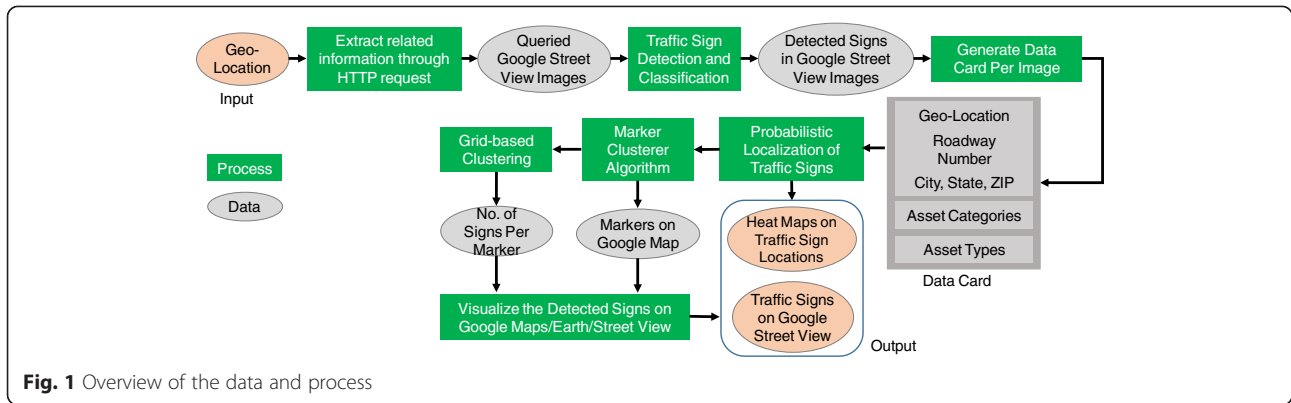 Geo-
Location
Input
Extract related
information through
HTTP request
Queried
Google Street
View Images
Traffic Sign
Detection and
Classification
Detected Signs
in Google Street
View Images
Generate Data
Card Per Image
Process
Data
Grid-based
Clustering
Marker
Clusterer
Algorithm
Probabilistic
Localization of
Traffic Signs
Geo-Location
Roadway
Number
City, State, ZIP
Asset Categories
Asset Types
Data Card
No. of
Signs Per
Marker
Markers on
Google Map
Heat Maps on
Traffic Sign
Locations
Visualize the Detected Signs on
Google Maps/Earth/Street View
Traffic Signs
on Google
Street View
Output
Fig. 1 Overview of the data and process